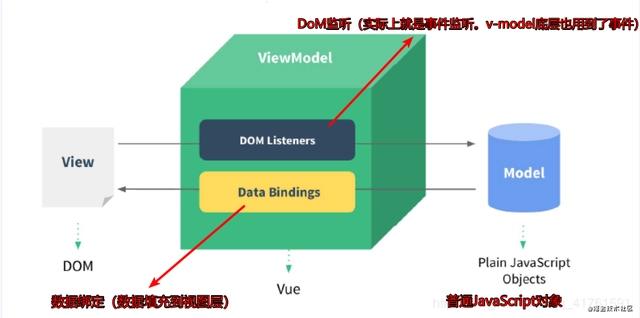 DoM监听（实际上就是事件监听。v-model底层也用到了事件）
ViewModel
DOM Listeners
View
Model
Data Bindings
DOM
Vue
Plain JavaScript
Objects
数据绑定（数据填充到视图层）
普通JavaScript对象
@稀土掘金技术社区